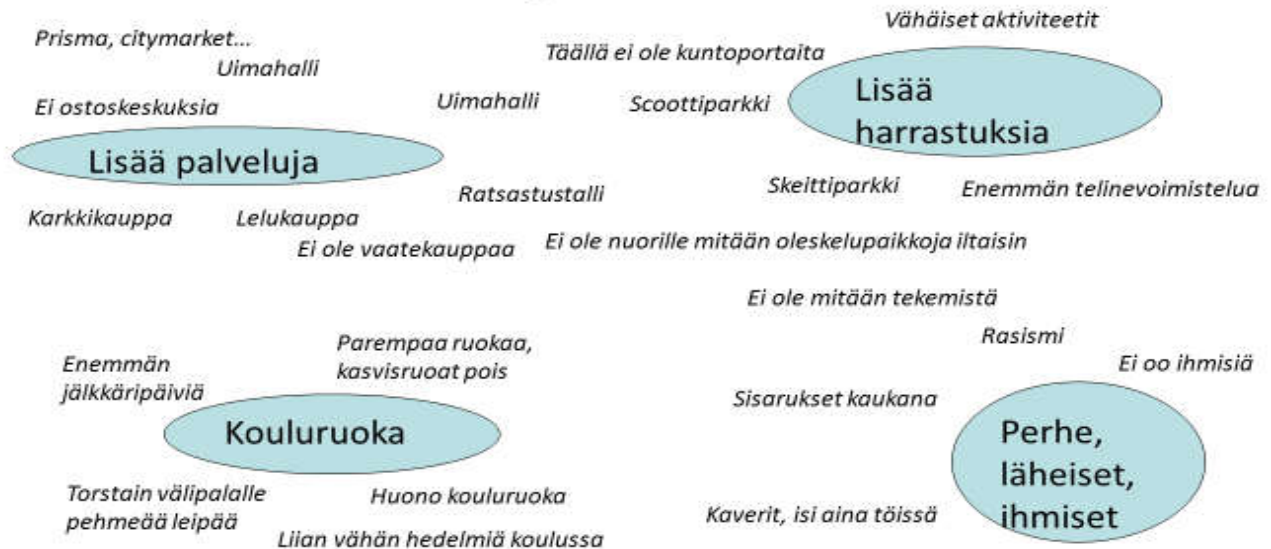 Vähäiset aktiviteetit
Prisma, citymarket...
Täällä ei ole kuntoportaita
Uimahalli
Ei ostoskeskuksia
Uimahalli
Scoottiparkki
Lisää
harrastuksia
Lisää palveluja
Ratsastustalli
Skeittiparkki
Enemmän telinevoimistelua
Karkkikauppa
Lelukauppa
Ei ole vaatekauppaa
Ei ole nuorille mitään oleskelupaikkoja iltaisin
Ei ole mitään tekemistä
Rasismi
Ei oo ihmisiä
Parempaa ruokaa,
kasvisruoat pois
Enemmän
jälkkäripäiviä
Sisarukset kaukana
Kouluruoka
Perhe,
läheiset,
ihmiset
Torstain välipalalle
pehmeää leipää
Huono kouluruoka
Kaverit, isi aina töissä
Liian vähän hedelmiä koulussa